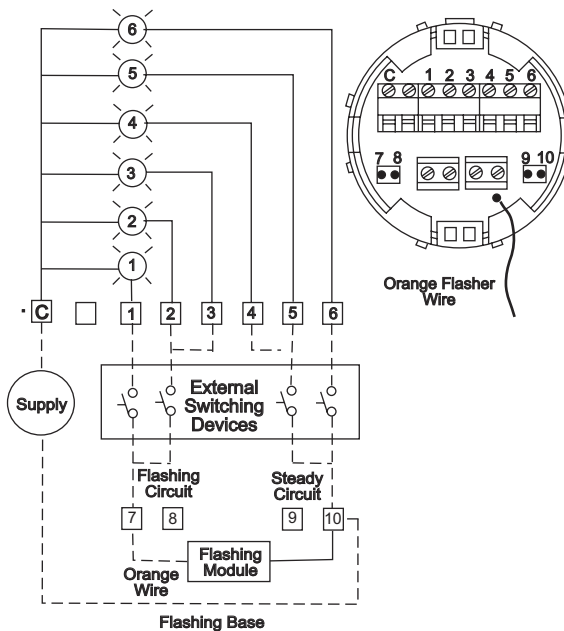 6
5
4
3
2
1
C 1 2 3 4 5 6
7 8
9 10
Orange Flasher
Wire
C 1 2 3 4 5 6
Supply
External
Switching
Devices
Flashing
Circuit
Steady
Circuit
7 8 9 10
Flashing
Module
Orange
Wire
Flashing Base